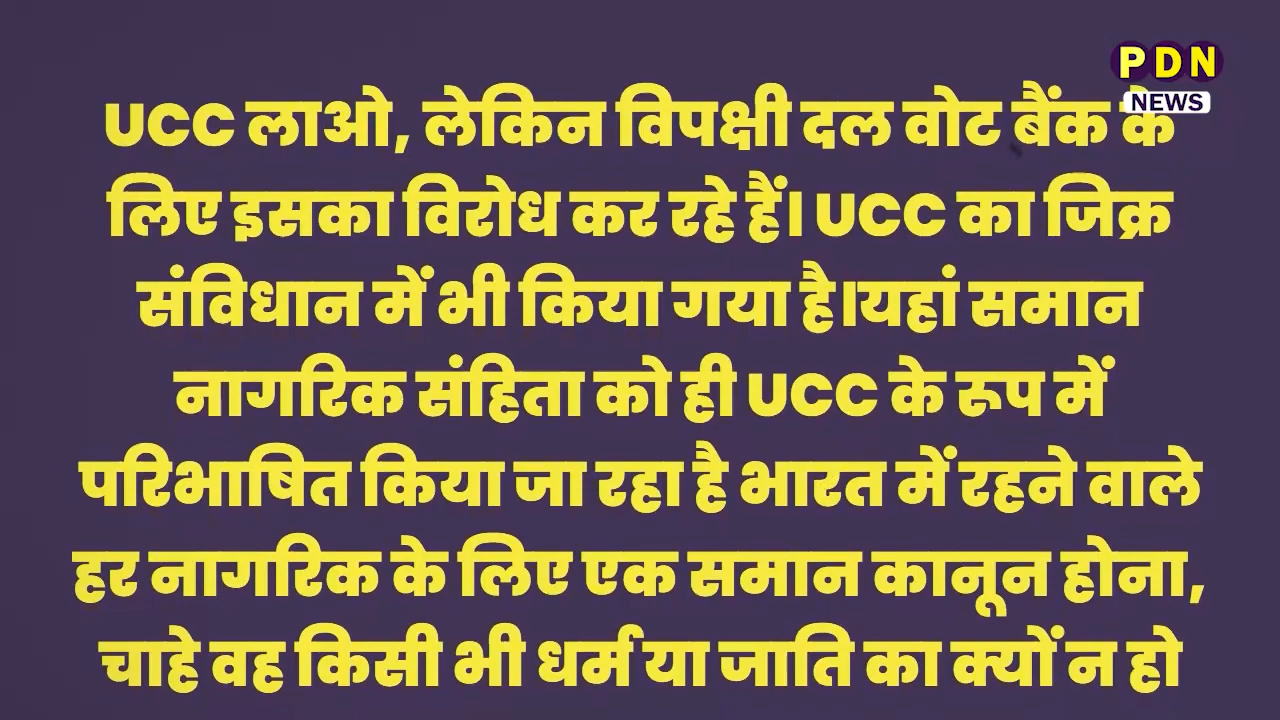 PDN
NEWS
UCC लाओ, लेकिन विपक्षी दल वोट बैंक के
लिए इसका विरोध कर रहे हैं। UCC का जिक्र
संविधान में भी किया गया है।यहां समान
नागरिक संहिता को ही UCC के रूप में
परिभाषित किया जा रहा है भारत में रहने वाले
हर नागरिक के लिए एक समान कानून होना,
चाहे वह किसी भी धर्म या जाति का क्यों न हो